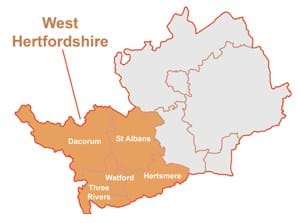 West
Hertfordshire
Dacorum
St Albans
Watford
Hertsmere
Three
Rivers